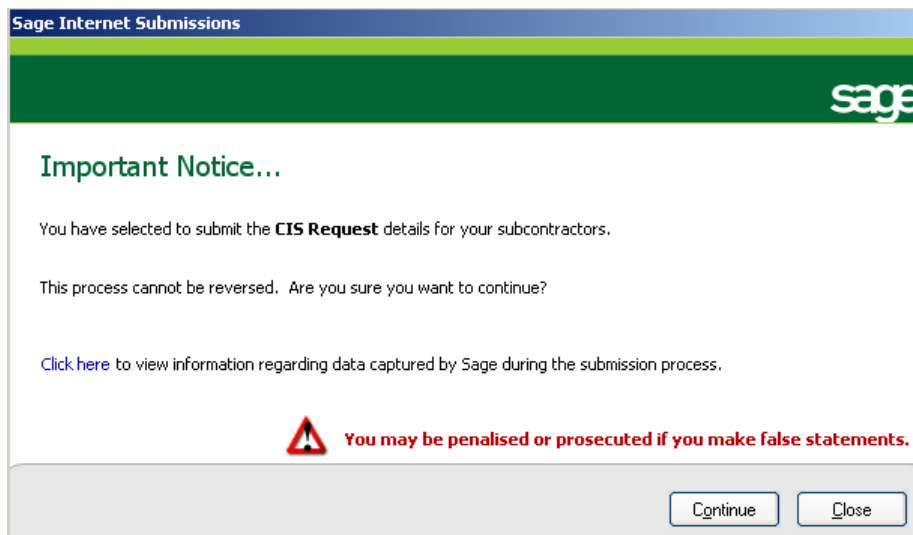 Sage Internet Submissions
sage
Important Notice...
You have selected to submit the CIS Request details for your subcontractors.
This process cannot be reversed. Are you sure you want to continue?
Click here to view information regarding data captured by Sage during the submission process.
You may be penalised or prosecuted if you make false statements.
Continue Close